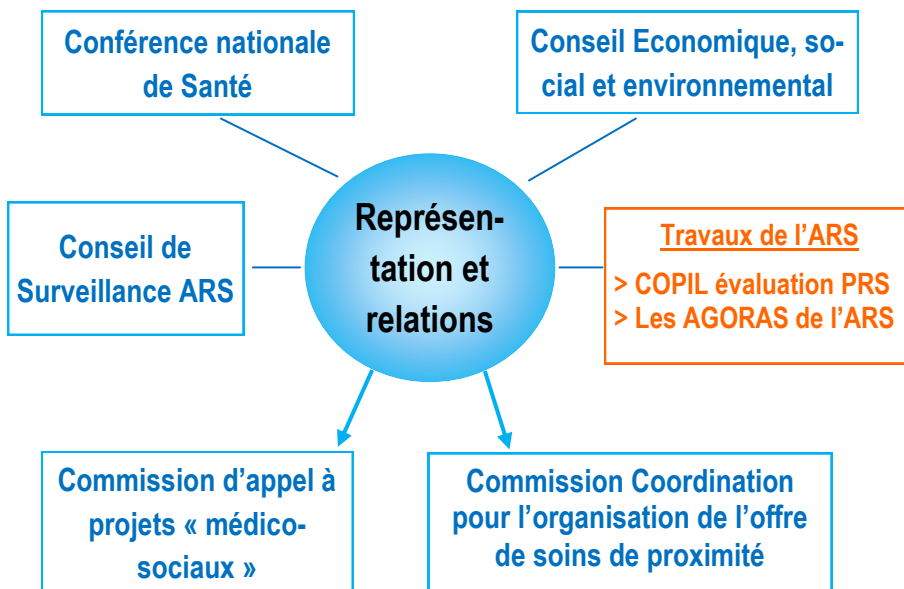 Conférence nationale
de Santé
Conseil Economique, so-
cial et environnemental
Représen-
tation et
relations
Conseil de
Surveillance ARS
Travaux de l’ARS
> COPIL évaluation PRS
> Les AGORAS de l’ARS
Commission d’appel à
projets « médico-
sociaux »
Commission Coordination
pour l’organisation de l’offre
de soins de proximité